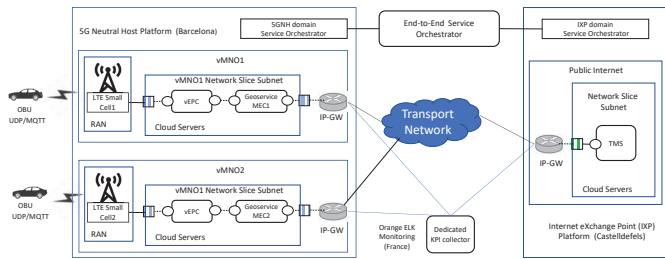 5G Neutral Host Platform (Barcelona)
5GNH domain
Service Orchestrator
End-to-End Service
Orchestrator
IXP domain
Service Orchestrator
vMNO1
vMNO1 Network Slice Subnet
LTE Small
Cell1
RAN
vEPC
Geoservice
MEC1
Cloud Servers
IP-GW
OBU
UDP/MQTT
vMNO2
vMNO1 Network Slice Subnet
LTE Small
Cell2
RAN
vEPC
Geoservice
MEC2
Cloud Servers
IP-GW
OBU
UDP/MQTT
Transport
Network
Orange ELK
Monitoring
(France)
Dedicated
KPI collector
Public Internet
Network Slice
Subnet
TMS
IP-GW
Cloud Servers
Internet eXchange Point (IXP)
Platform (Castelldefels)